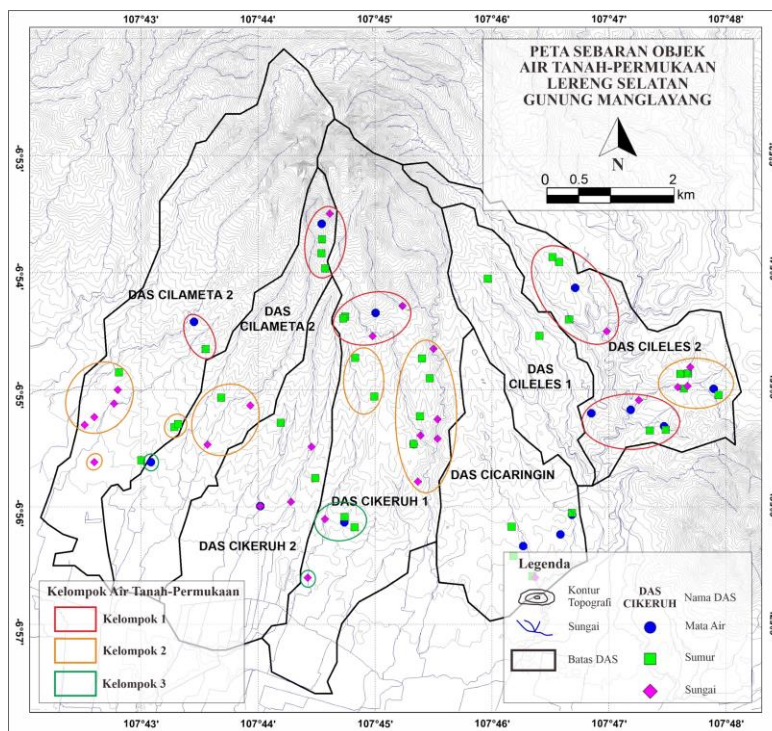 107°43 107°44 107°45 107°46 107°47 107°48
PETA SEBARAN OBJEK
AIR TANAH-PERMUKAAN
LERENG SELATAN
GUNUNG MANGLAYANG
N
0 0.5 2
km
-6°53'
-6°54'
-6°55'
-6°56'
-6°57'
DAS CILAMETA 2
DAS
CILAMETA 2
DAS CILELES 2
DAS
CILELES 1
DAS CICARINGIN
DAS CIKERUH 1
DAS CIKERUH 2
Kelompok Air Tanah-Permukaan
Kelompok 1
Kelompok 2
Kelompok 3
Legenda
Kontur
Topografi
DAS
CIKERUH
Nama DAS
Sungai
Mata Air
Sumur
Batas DAS
Sungai
107°43 107°44 107°45 107°46 107°47 107°48